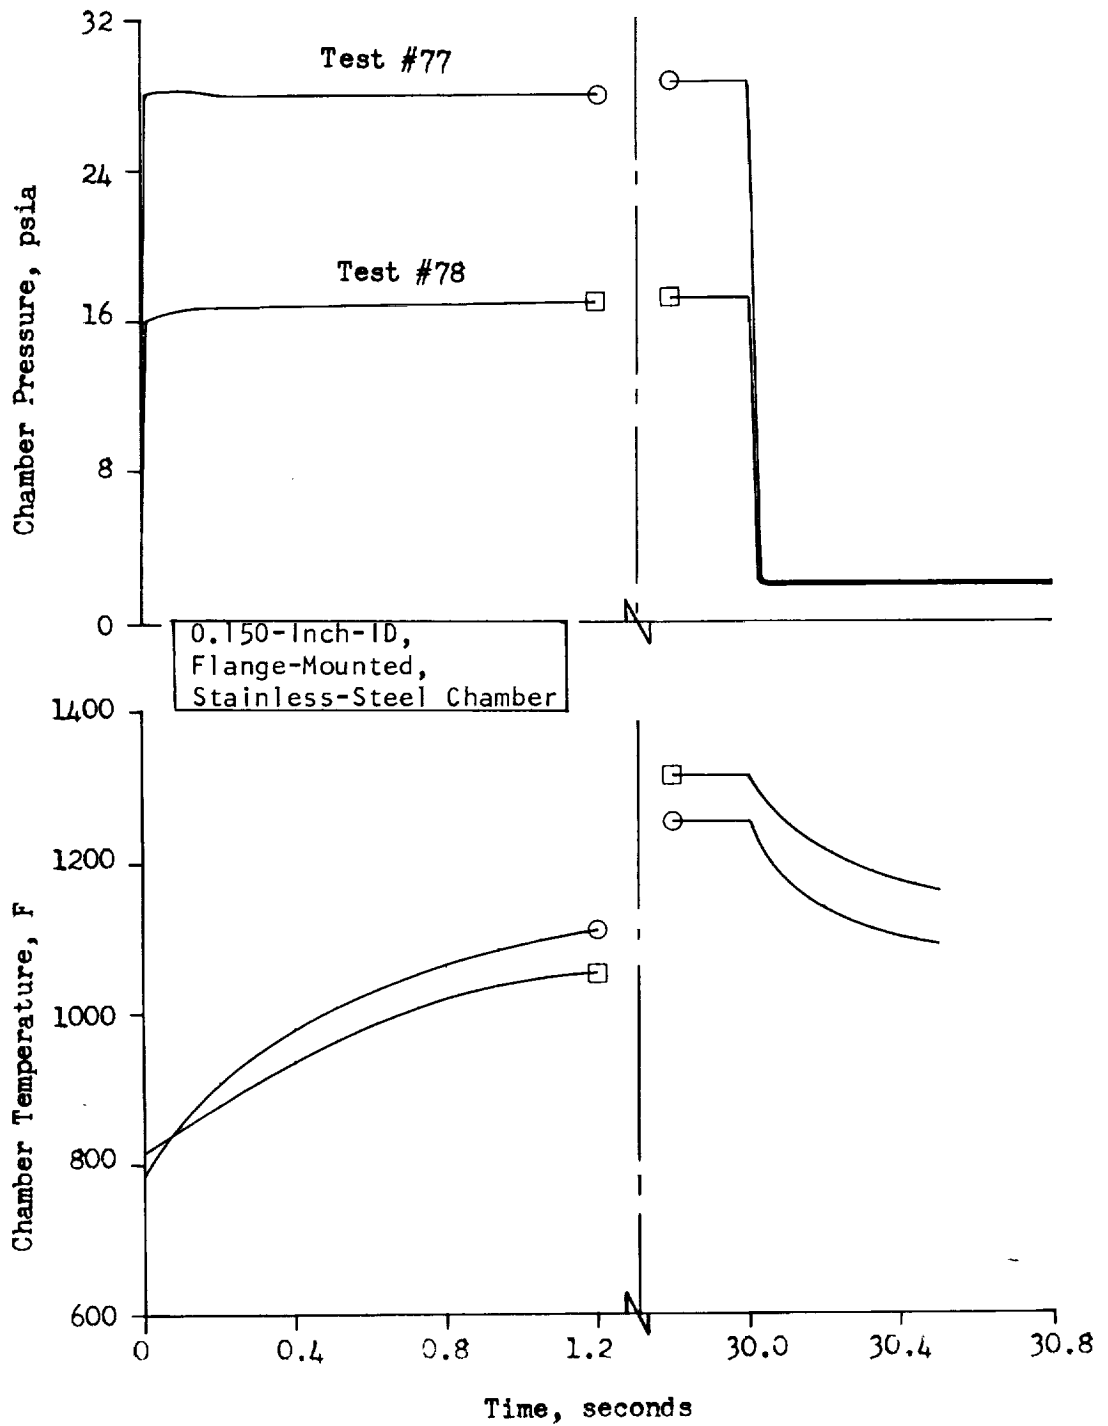 32
Test #77
24
Test #78
16
8
0
Chamber Pressure, psia
0.150-Inch-ID,
Flange-Mounted,
Stainless-Steel Chamber
1400
1200
1000
800
600
Chamber Temperature, F
0 0.4 0.8 1.2 30.0 30.4 30.8
Time, seconds